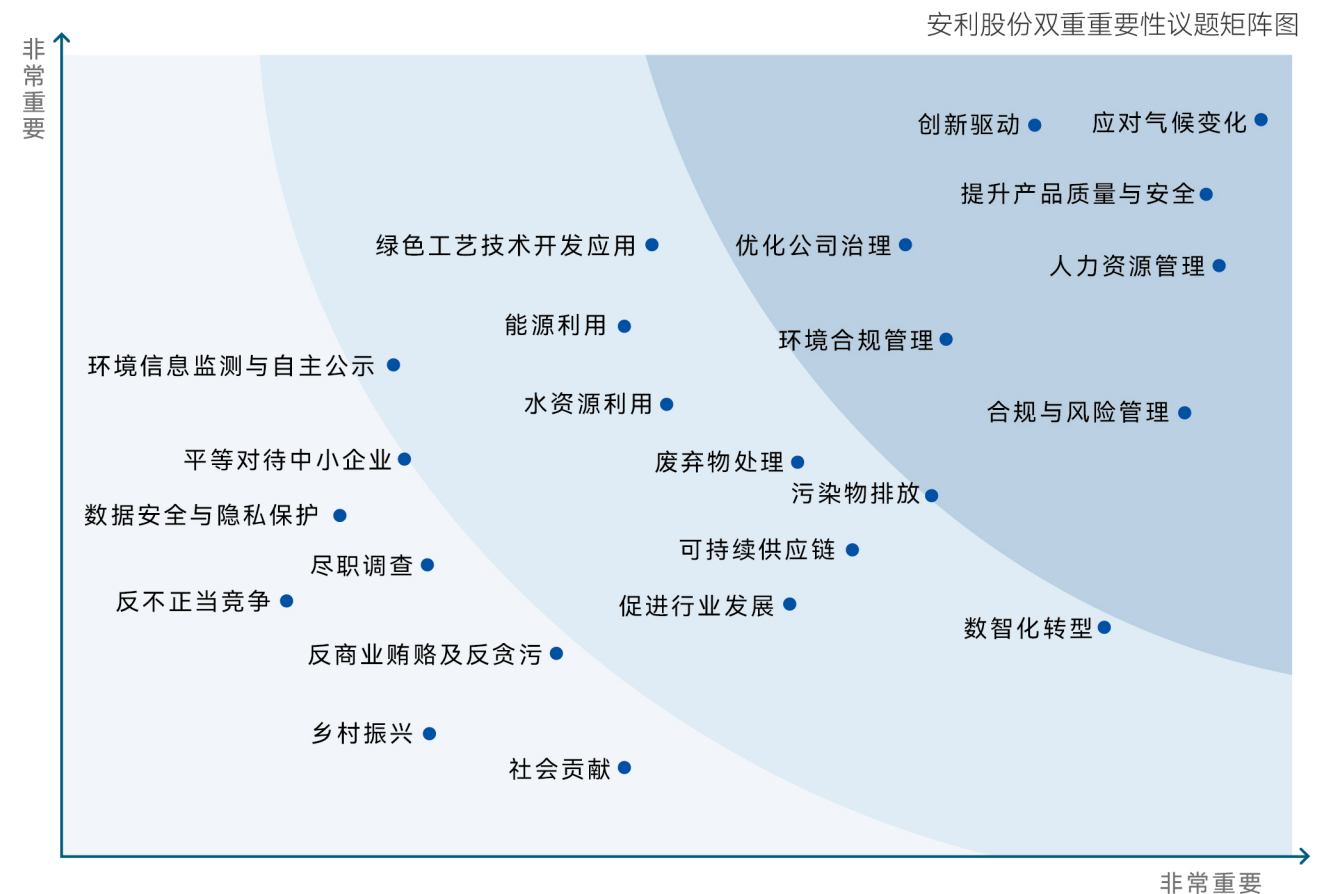 安利股份双重重要性议题矩阵图
非常重要
创新驱动
应对气候变化
提升产品质量与安全
绿色工艺技术开发应用
优化公司治理
人力资源管理
能源利用
环境合规管理
环境信息监测与自主公示
水资源利用
合规与风险管理
平等对待中小企业
废弃物处理
污染物排放
数据安全与隐私保护
可持续供应链
尽职调查
反不正当竞争
促进行业发展
数智化转型
反商业贿赂及反贪污
乡村振兴
社会贡献
非常重要